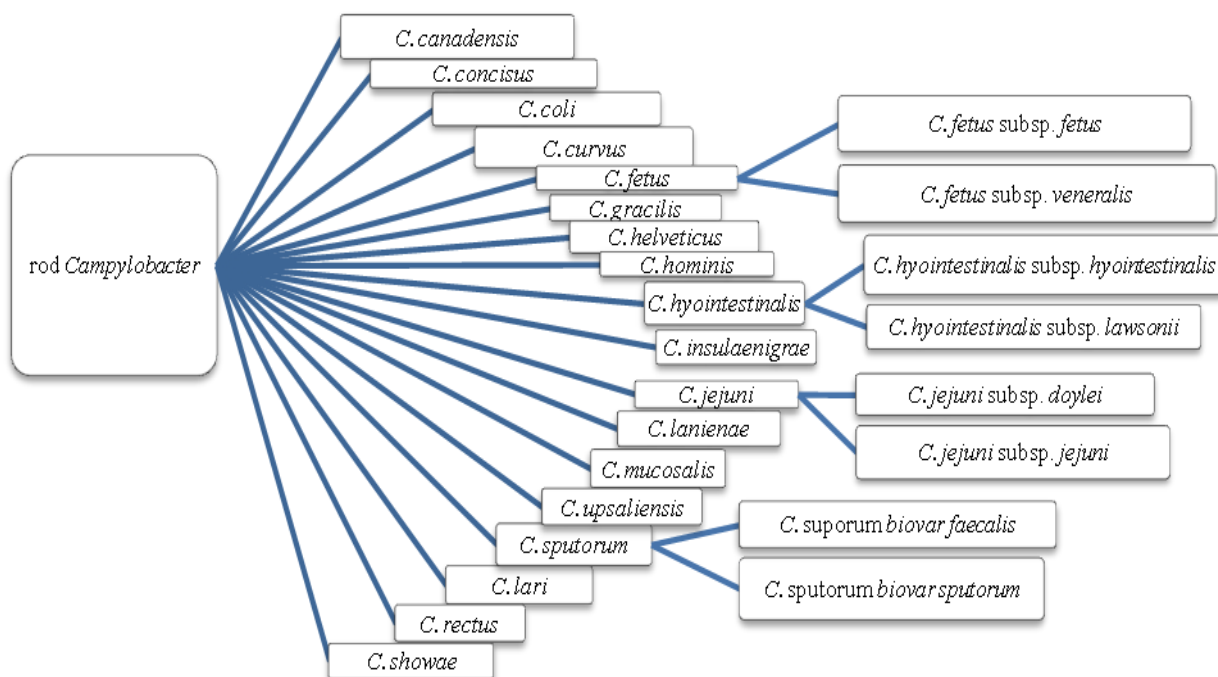 rod Campylobacter
C. canadensis
C. concisus
C. coli
C. curvus
C. fetus
C. gracilis
C. helveticus
C. hominis
C. hyointestinalis
C. insulaenigrae
C. jejuni
C. lanienae
C. mucosalis
C. upsaliensis
C. sputorum
C. lari
C. rectus
C. showae
C. fetus subsp. fetus
C. fetus subsp. veneralis
C. hyointestinalis subsp. hyointestinalis
C. hyointestinalis subsp. lawsonii
C. jejuni subsp. doylei
C. jejuni subsp. jejuni
C. suporum biovar faecalis
C. sputorum biovar sputorum